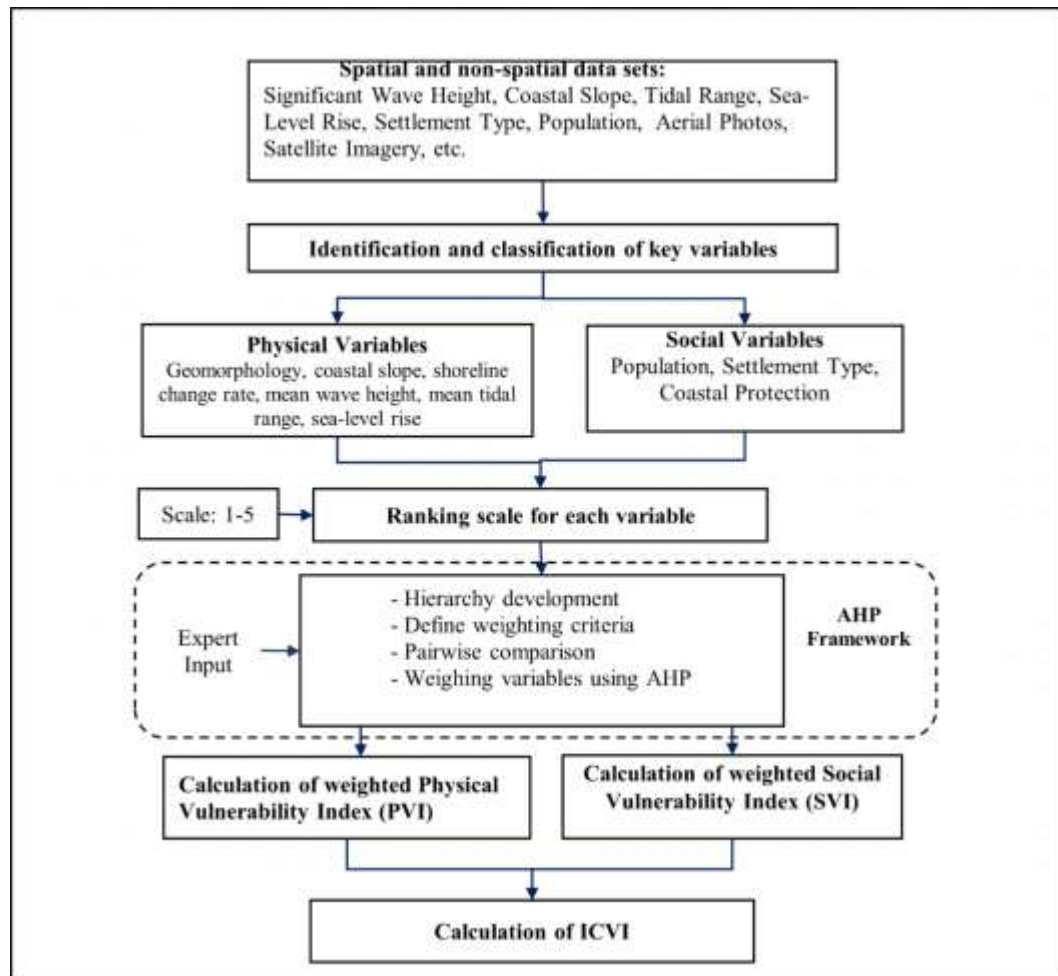 Spatial and non-spatial data sets:
Significant Wave Height, Coastal Slope, Tidal Range, Sea-
Level Rise, Settlement Type, Population, Aerial Photos,
Satellite Imagery, etc.
Identification and classification of key variables
Physical Variables
Geomorphology, coastal slope, shoreline
change rate, mean wave height, mean tidal
range, sea-level rise
Social Variables
Population, Settlement Type,
Coastal Protection
Scale: 1-5
Ranking scale for each variable
Expert
Input
- Hierarchy development
- Define weighting criteria
- Pairwise comparison
- Weighing variables using AHP
AHP
Framework
Calculation of weighted Physical
Vulnerability Index (PVI)
Calculation of weighted Social
Vulnerability Index (SVI)
Calculation of ICVI